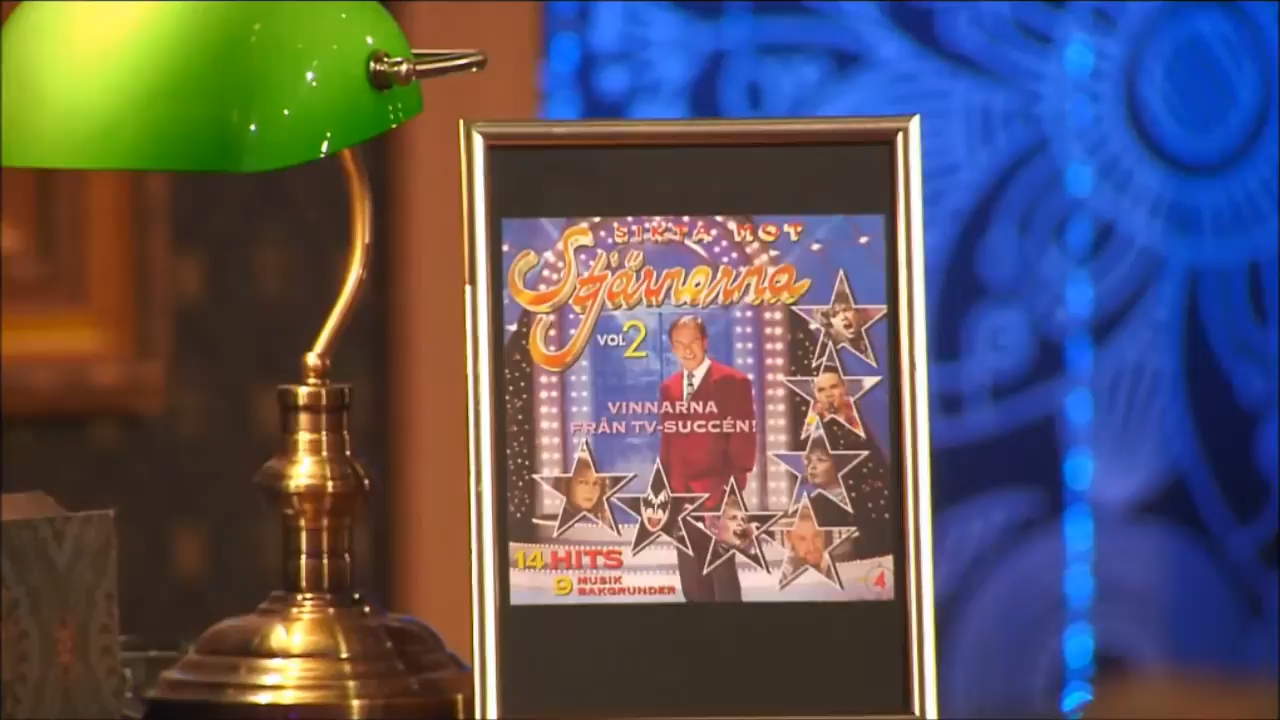 SIKTA MOT
Stjärnorna
VOL 2
VINNARNA
FRÅN TV-SUCCÉN!
14 HITS
9 MUSIK
BAKGRUNDER
4